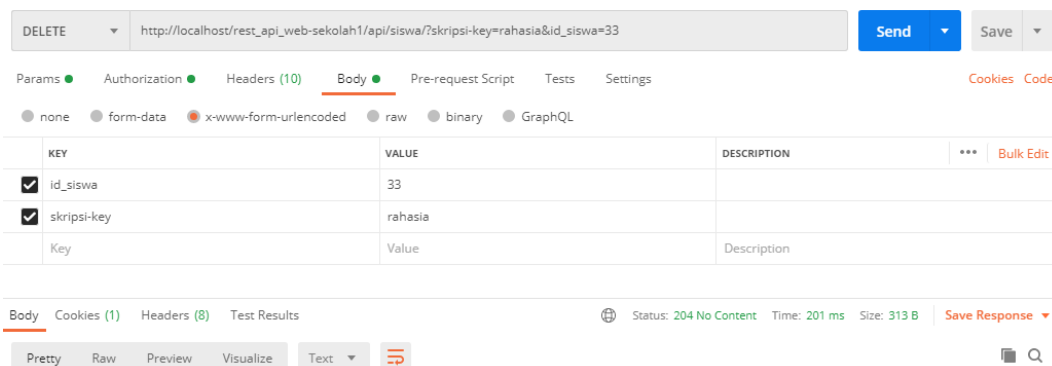 DELETE http://localhost/rest_api_web-sekolah1/api/siswa/?skripsi-key=rahasia&id_siswa=33 Send Save
Params Authorization Headers (10) Body Pre-request Script Tests Settings Cookies Code
none form-data x-www-form-urlencoded raw binary GraphQL
KEY VALUE DESCRIPTION ••• Bulk Edit
id_siswa 33
skripsi-key rahasia
Key Value Description
Body Cookies (1) Headers (8) Test Results Status: 204 No Content Time: 201 ms Size: 313 B Save Response
Pretty Raw Preview Visualize Text